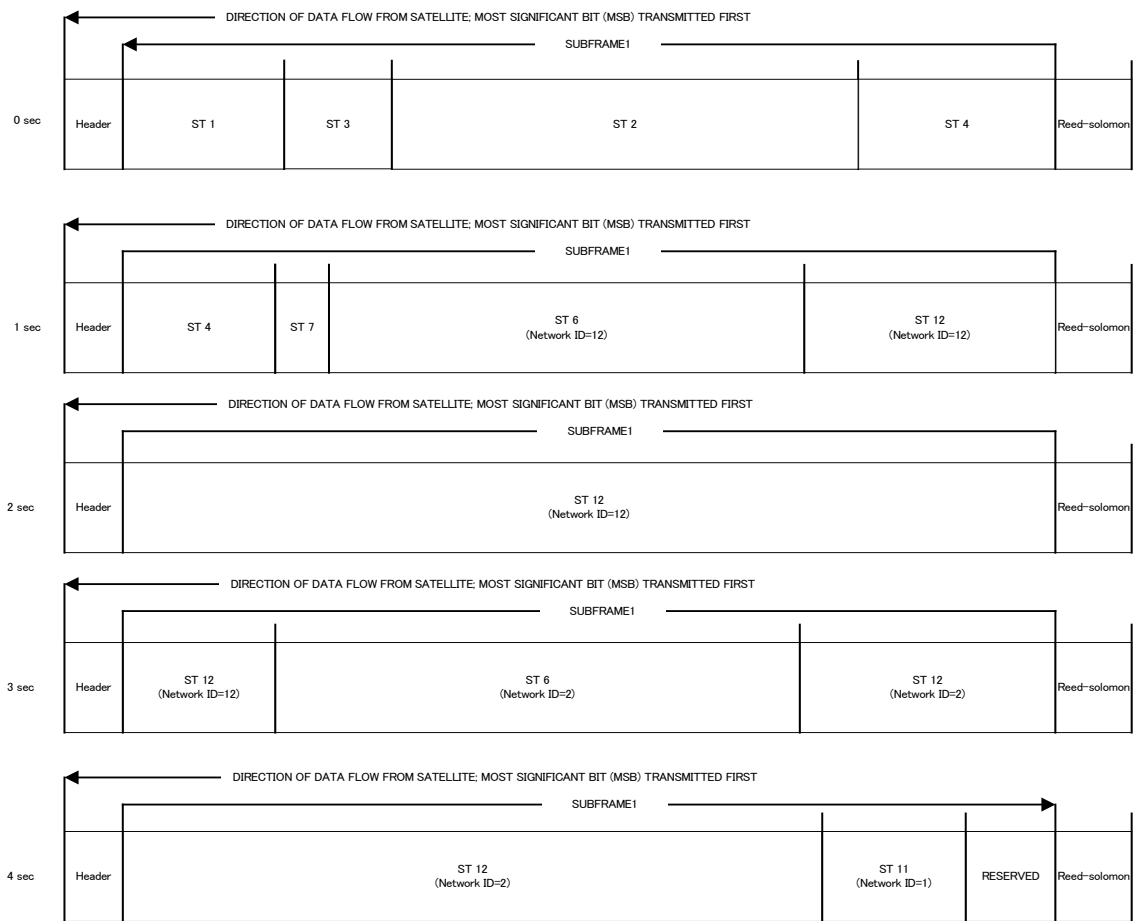 DIRECTION OF DATA FLOW FROM SATELLITE; MOST SIGNIFICANT BIT (MSB) TRANSMITTED FIRST
SUBFRAME1
0 sec
Header
ST 1
ST 3
ST 2
ST 4
Reed-solomon
DIRECTION OF DATA FLOW FROM SATELLITE; MOST SIGNIFICANT BIT (MSB) TRANSMITTED FIRST
SUBFRAME1
1 sec
Header
ST 4
ST 7
ST 6
(Network ID=12)
ST 12
(Network ID=12)
Reed-solomon
DIRECTION OF DATA FLOW FROM SATELLITE; MOST SIGNIFICANT BIT (MSB) TRANSMITTED FIRST
SUBFRAME1
2 sec
Header
ST 12
(Network ID=12)
Reed-solomon
DIRECTION OF DATA FLOW FROM SATELLITE; MOST SIGNIFICANT BIT (MSB) TRANSMITTED FIRST
SUBFRAME1
3 sec
Header
ST 12
(Network ID=12)
ST 6
(Network ID=2)
ST 12
(Network ID=2)
Reed-solomon
DIRECTION OF DATA FLOW FROM SATELLITE; MOST SIGNIFICANT BIT (MSB) TRANSMITTED FIRST
SUBFRAME1
4 sec
Header
ST 12
(Network ID=2)
ST 11
(Network ID=1)
RESERVED
Reed-solomon